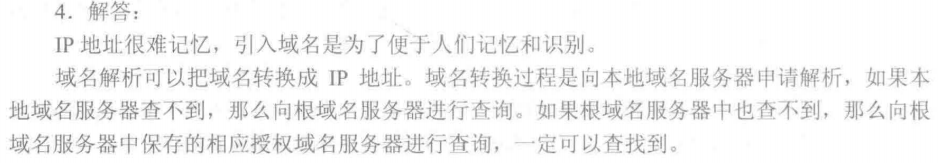 4．解答：
IP 地址很难记忆，引入域名是为了便于人们记忆和识别。
域名解析可以把域名转换成 IP 地址。域名转换过程是向本地域名服务器申请解析，如果本
地域名服务器查不到，那么向根域名服务器进行查询。如果根域名服务器中也查不到，那么向根
域名服务器中保存的相应授权域名服务器进行查询，一定可以查找到。